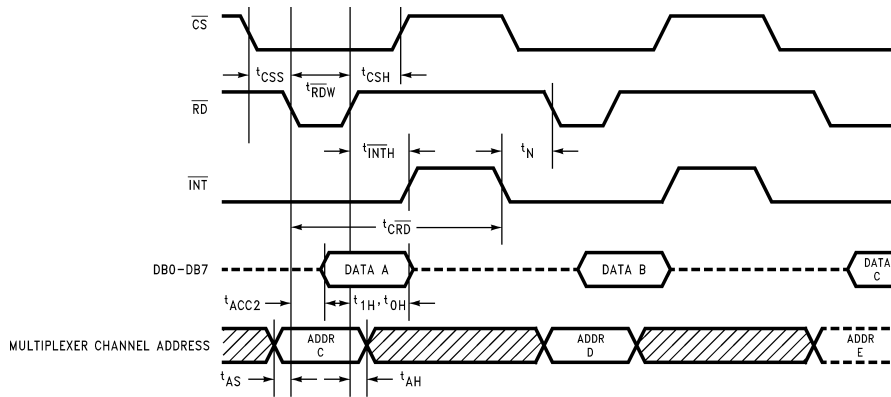 CS
tCSS
tRDW
tCSH
RD
tINTH
tN
INT
tCRD
DB0-DB7
DATA A
DATA B
DATA
C
tACC2
t1H, t0H
MULTIPLEXER CHANNEL ADDRESS
ADDR
C
ADDR
D
ADDR
E
tAS
tAH